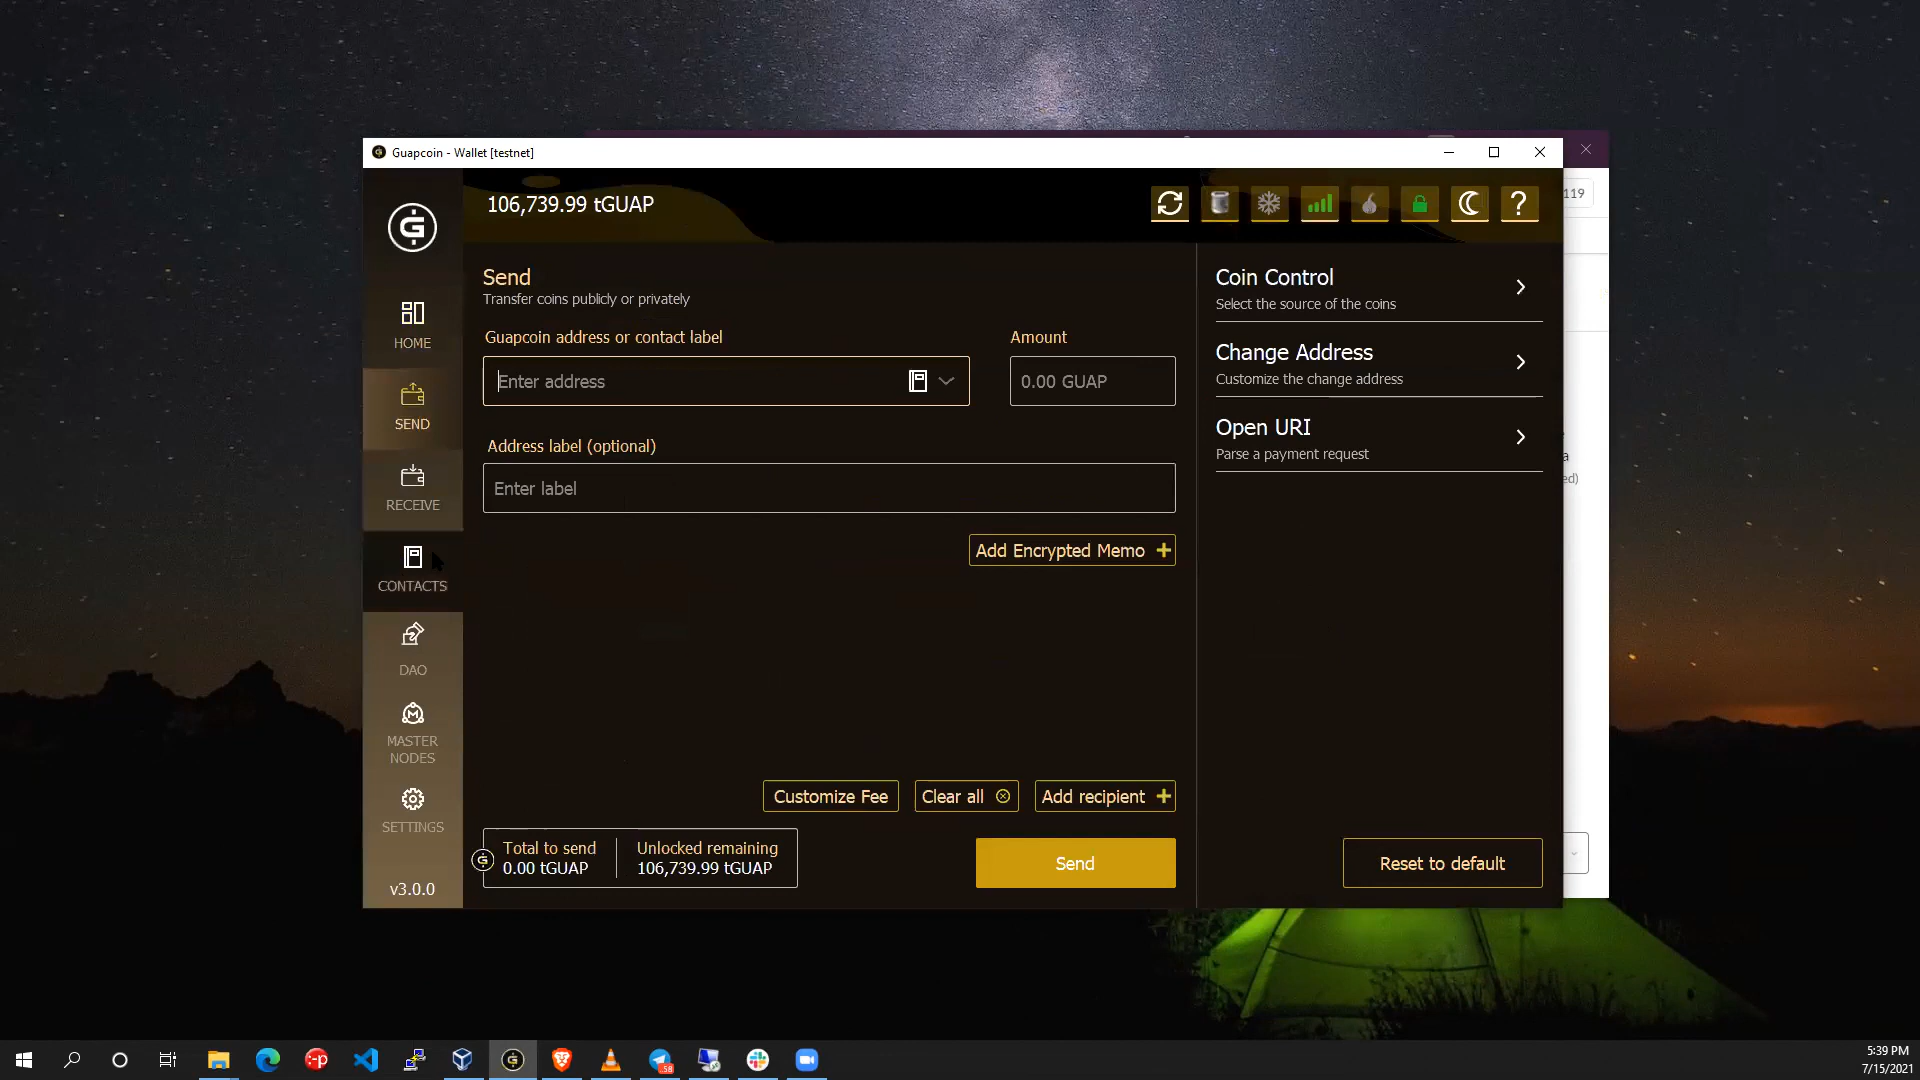 Guapcoin - Wallet [testnet]
106,739.99 tGUAP
119
HOME
SEND
RECEIVE
CONTACTS
DAO
MASTER
NODES
SETTINGS
v3.0.0
Send
Transfer coins publicly or privately
Guapcoin address or contact label
Amount
Enter address
0.00 GUAP
Address label (optional)
Enter label
Add Encrypted Memo
Customize Fee
Clear all
Add recipient
Total to send
0.00 tGUAP
Unlocked remaining
106,739.99 tGUAP
Send
Coin Control
Select the source of the coins
Change Address
Customize the change address
Open URI
Parse a payment request
a
ed)
Reset to default
58
5:39 PM
7/15/2021